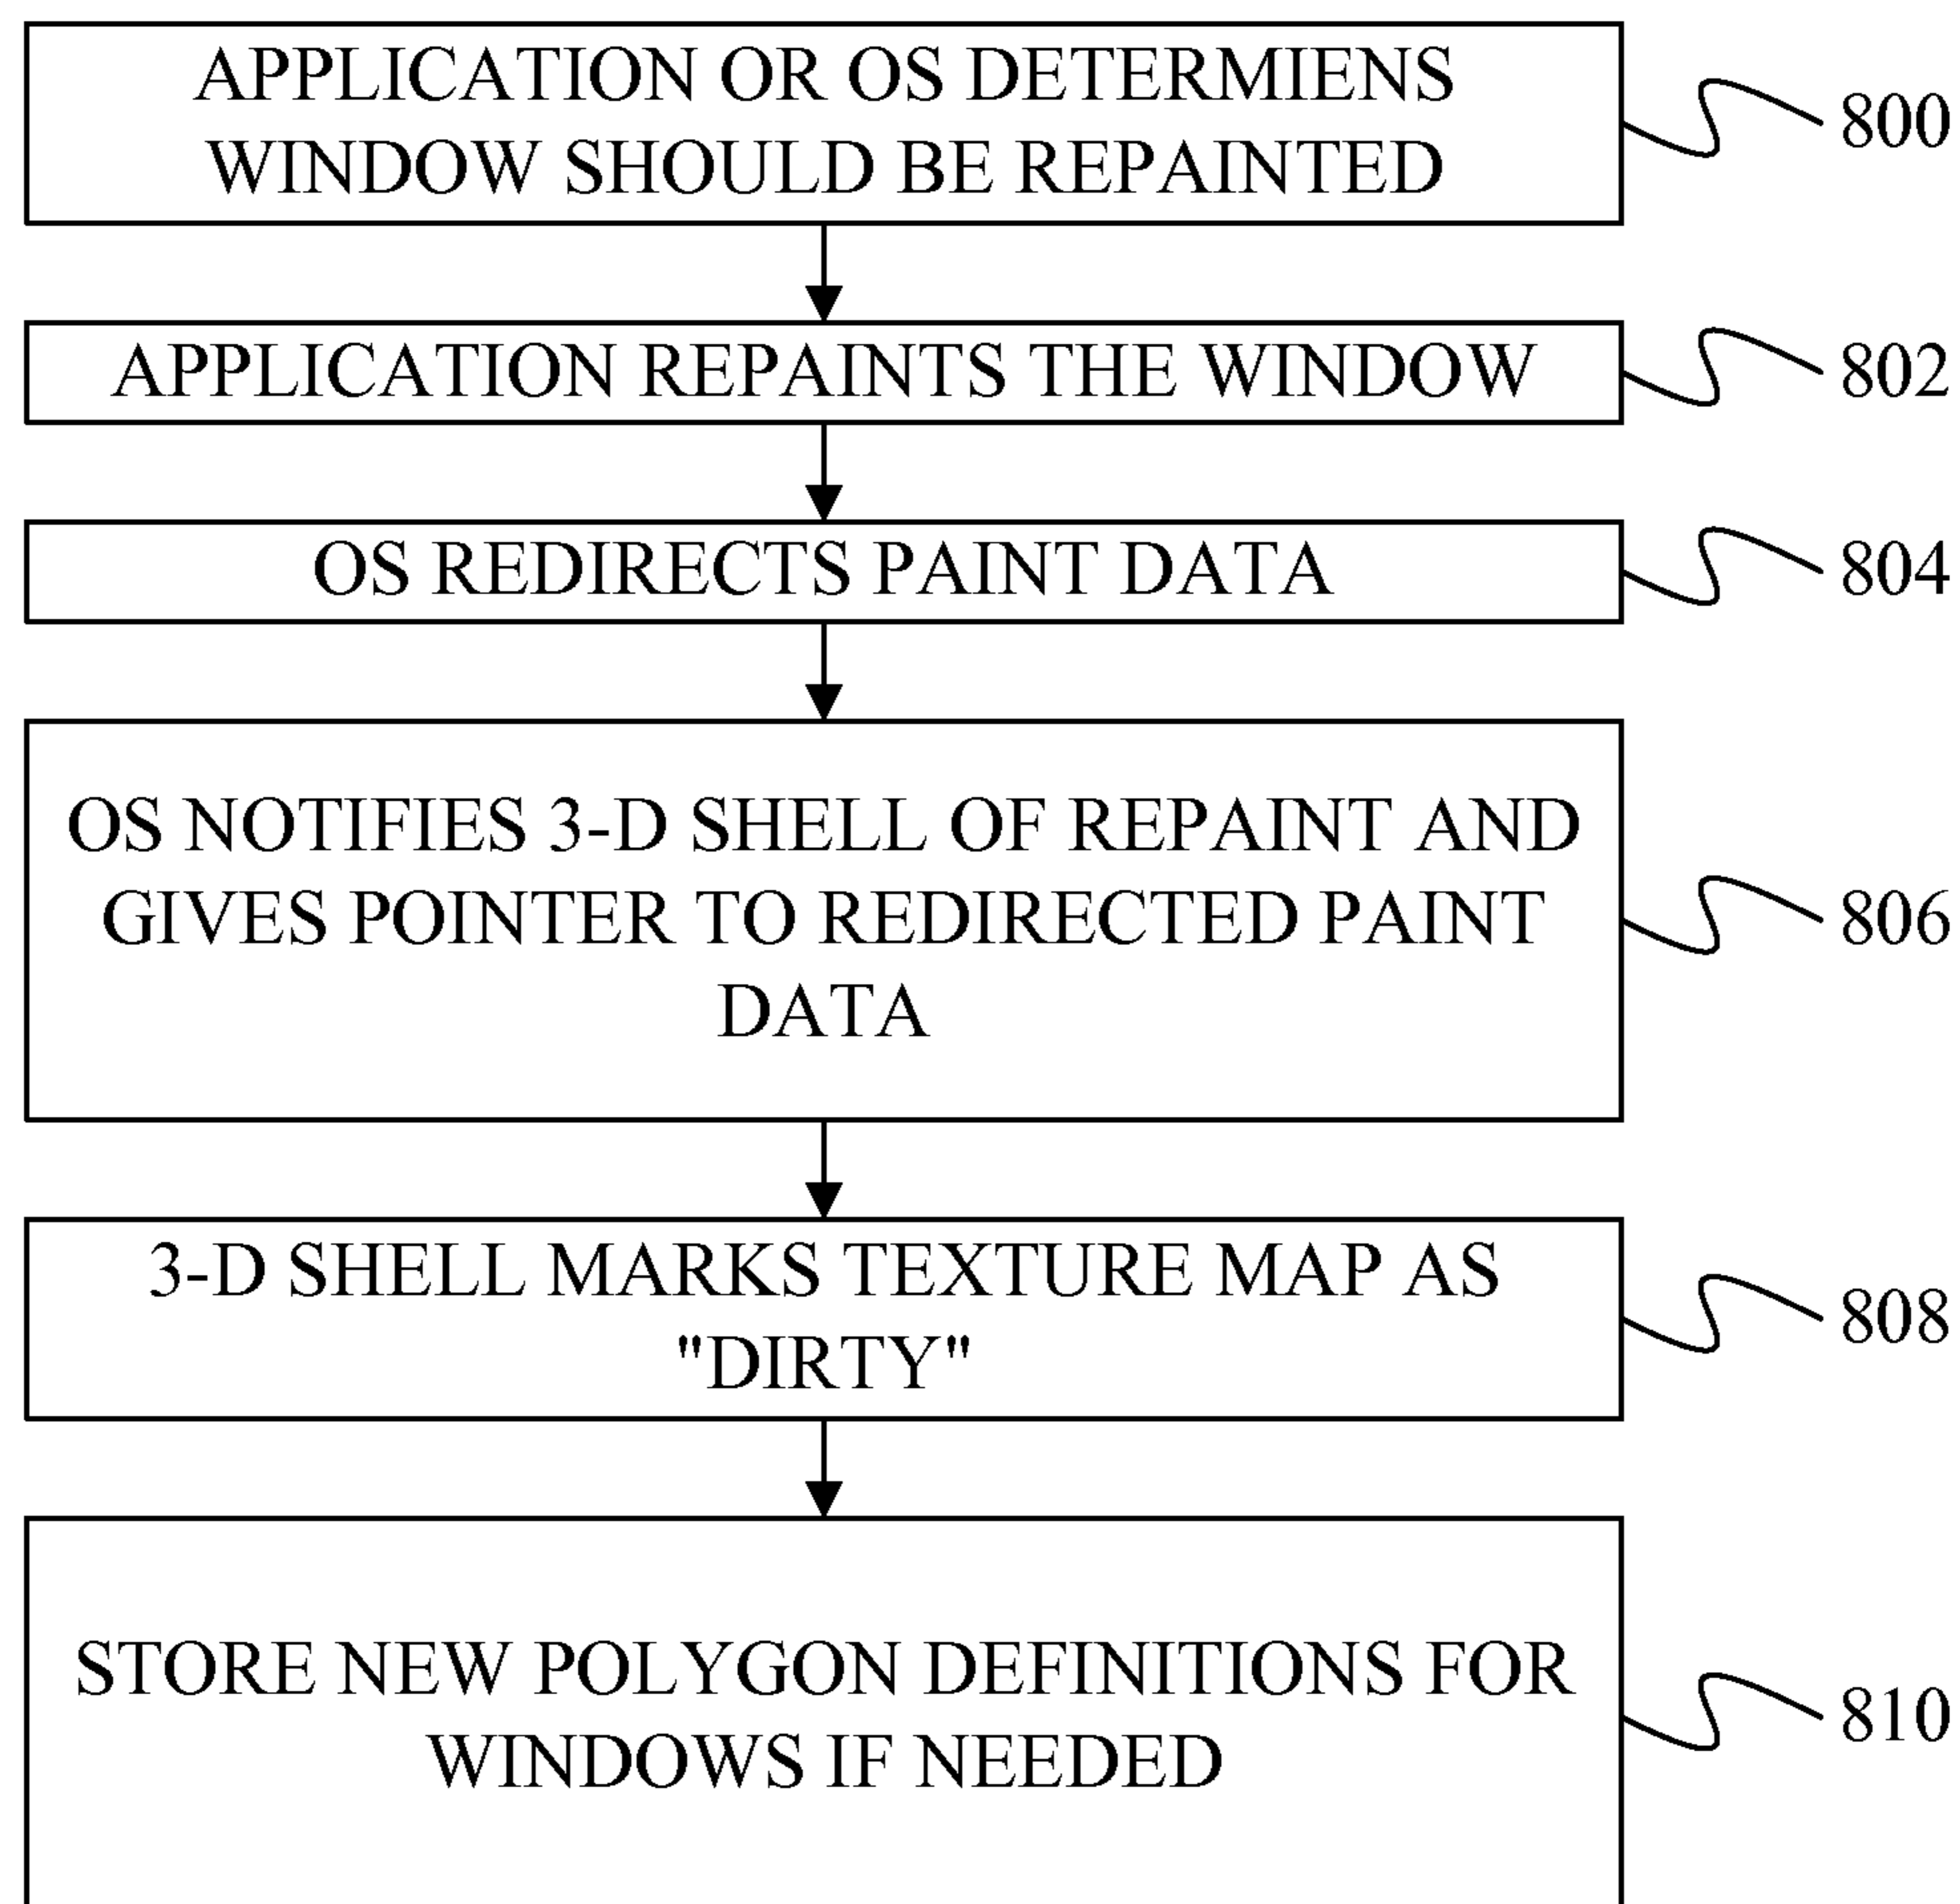 APPLICATION OR OS DETERMIENS
WINDOW SHOULD BE REPAINTED
800
APPLICATION REPAINTS THE WINDOW
802
OS REDIRECTS PAINT DATA
804
OS NOTIFIES 3-D SHELL OF REPAINT AND
GIVES POINTER TO REDIRECTED PAINT
DATA
806
3-D SHELL MARKS TEXTURE MAP AS
"DIRTY"
808
STORE NEW POLYGON DEFINITIONS FOR
WINDOWS IF NEEDED
810